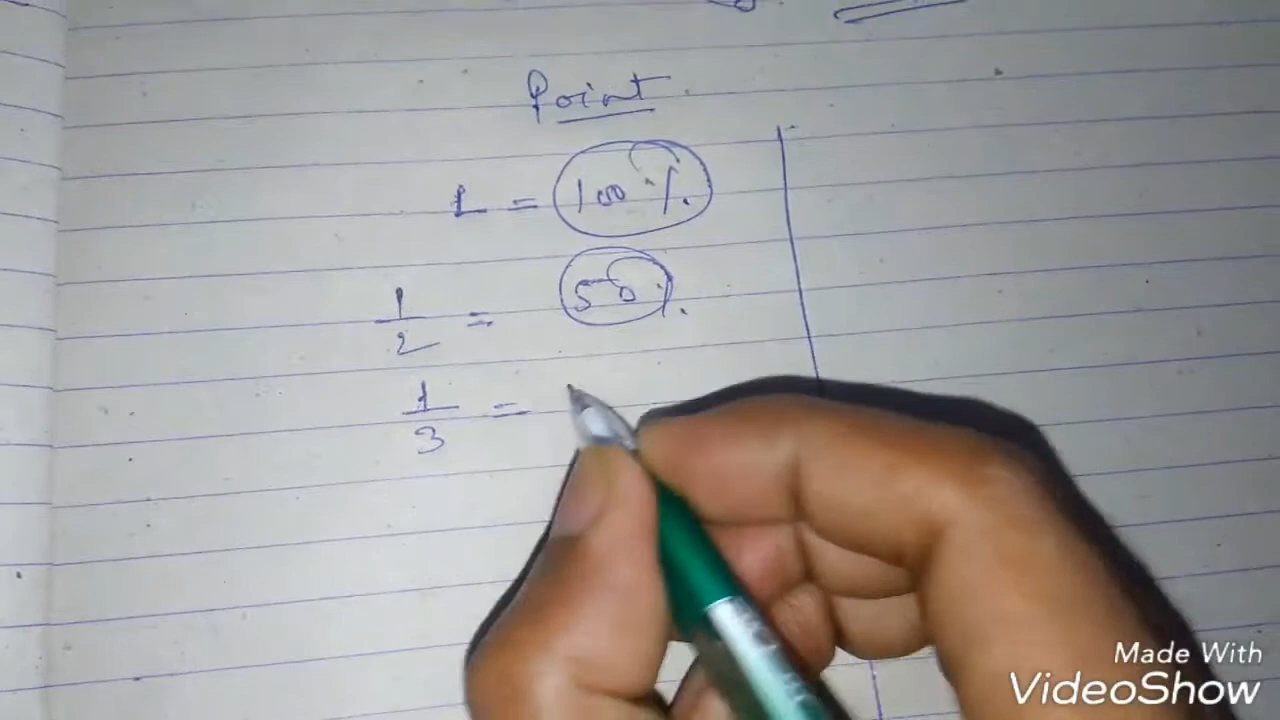 Point
1 = 100%
1/2 = 50%
1/3 =
Made With
VideoShow